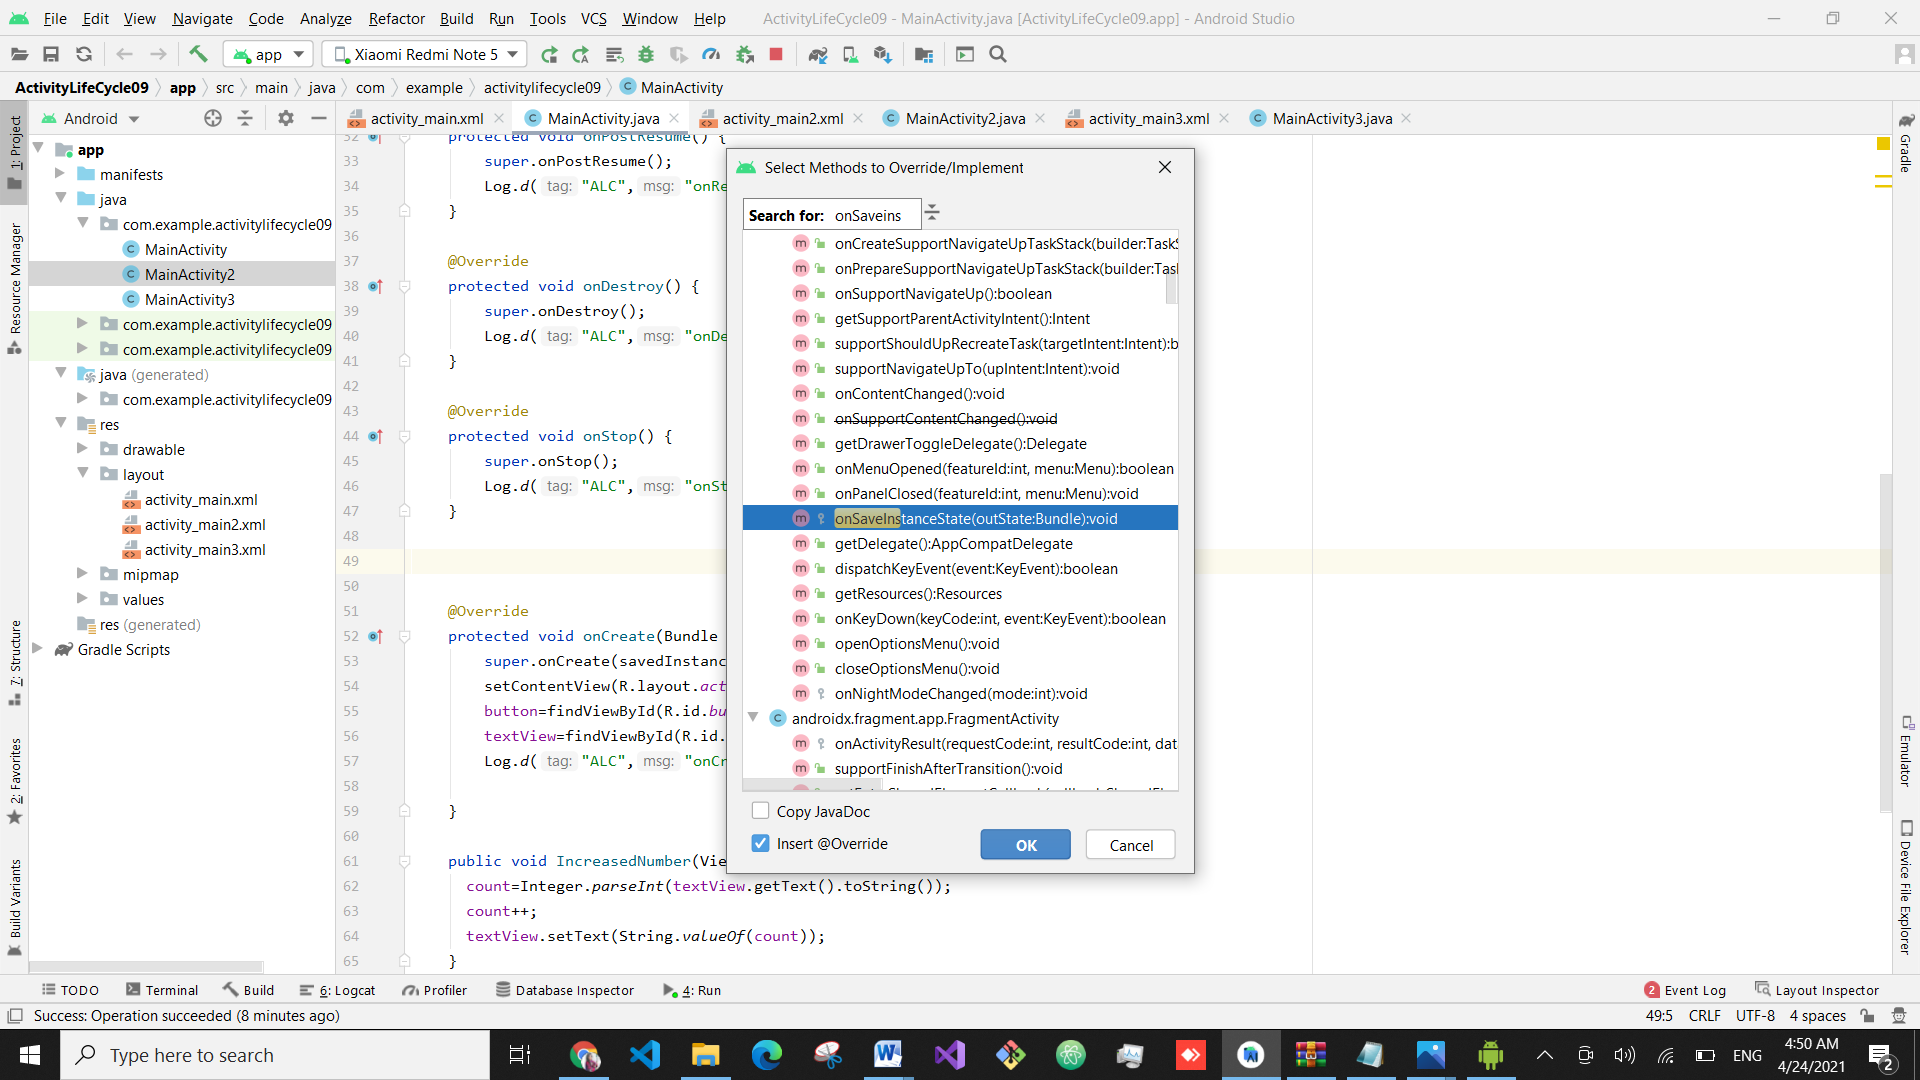 File Edit View Navigate Code Analyze Refactor Build Run Tools VCS Window Help ActivityLifeCycle09 - MainActivity.java [ActivityLifeCycle09.app] - Android Studio
app Xiaomi Redmi Note 5
ActivityLifeCycle09 app src main java com example activitylifecycle09 MainActivity
Android activity_main.xml MainActivity.java activity_main2.xml MainActivity2.java activity_main3.xml MainActivity3.java
1: Project
Resource Manager
7: Structure
2: Favorites
Build Variants
app
manifests
java
com.example.activitylifecycle09
MainActivity
MainActivity2
MainActivity3
com.example.activitylifecycle09
com.example.activitylifecycle09
java (generated)
com.example.activitylifecycle09
res
drawable
layout
activity_main.xml
activity_main2.xml
activity_main3.xml
mipmap
values
res (generated)
Gradle Scripts
32 protected void onPostResume() {
33 super.onPostResume();
34 Log.d( tag: "ALC", msg: "onRe
35 }
36
37 @Override
38 protected void onDestroy() {
39 super.onDestroy();
40 Log.d( tag: "ALC", msg: "onDe
41 }
42
43 @Override
44 protected void onStop() {
45 super.onStop();
46 Log.d( tag: "ALC", msg: "onSt
47 }
48
49
50
51 @Override
52 protected void onCreate(Bundle
53 super.onCreate(savedInstanc
54 setContentView(R.layout.act
55 button=findViewById(R.id.bu
56 textView=findViewById(R.id.
57 Log.d( tag: "ALC", msg: "onCr
58
59 }
60
61 public void IncreasedNumber(Vie
62 count=Integer.parseInt(textView.getText().toString());
63 count++;
64 textView.setText(String.valueOf(count));
65 }
Select Methods to Override/Implement
Search for: onSaveins
onCreateSupportNavigateUpTaskStack(builder:TaskS
onPrepareSupportNavigateUpTaskStack(builder:Tas
onSupportNavigateUp():boolean
getSupportParentActivityIntent():Intent
supportShouldUpRecreateTask(targetIntent:Intent):b
supportNavigateUpTo(upIntent:Intent):void
onContentChanged():void
onSupportContentChanged():void
getDrawerToggleDelegate():Delegate
onMenuOpened(featureId:int, menu:Menu):boolean
onPanelClosed(featureId:int, menu:Menu):void
onSaveInstanceState(outState:Bundle):void
getDelegate():AppCompatDelegate
dispatchKeyEvent(event:KeyEvent):boolean
getResources():Resources
onKeyDown(keyCode:int, event:KeyEvent):boolean
openOptionsMenu():void
closeOptionsMenu():void
onNightModeChanged(mode:int):void
androidx.fragment.app.FragmentActivity
onActivityResult(requestCode:int, resultCode:int, dat
supportFinishAfterTransition():void
Copy JavaDoc
Insert @Override
OK Cancel
Gradle
Emulator
Device File Explorer
TODO Terminal Build 6: Logcat Profiler Database Inspector 4: Run 2 Event Log Layout Inspector
Success: Operation succeeded (8 minutes ago) 49:5 CRLF UTF-8 4 spaces
Type here to search ENG 4:50 AM
4/24/2021 2